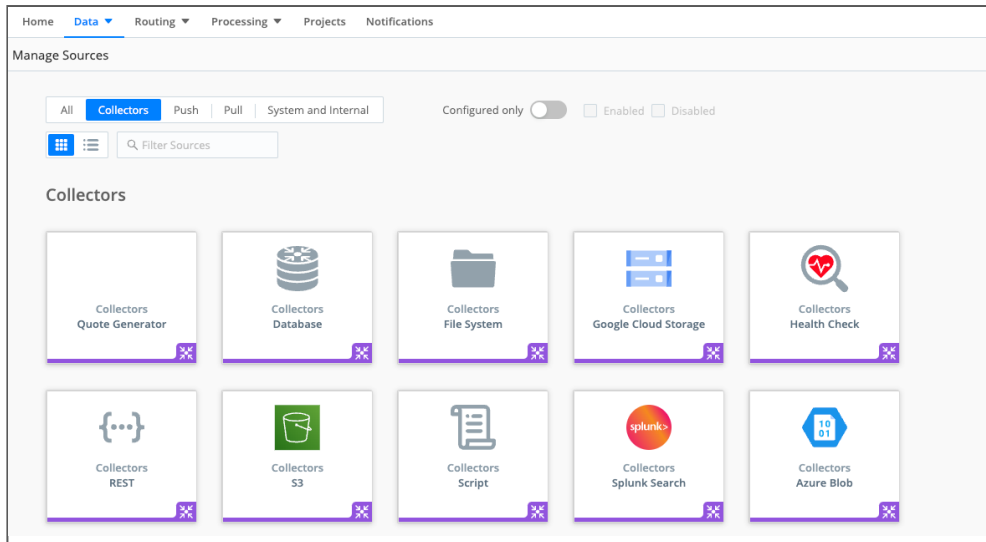 Home Data Routing Processing Projects Notifications
Manage Sources
All Collectors Push Pull System and Internal Configured only Enabled Disabled
Filter Sources
Collectors
Collectors Collectors Collectors Collectors Collectors
Quote Generator Database File System Google Cloud Storage Health Check
splunk>
10
01
Collectors Collectors Collectors Collectors Collectors
REST S3 Script Splunk Search Azure Blob